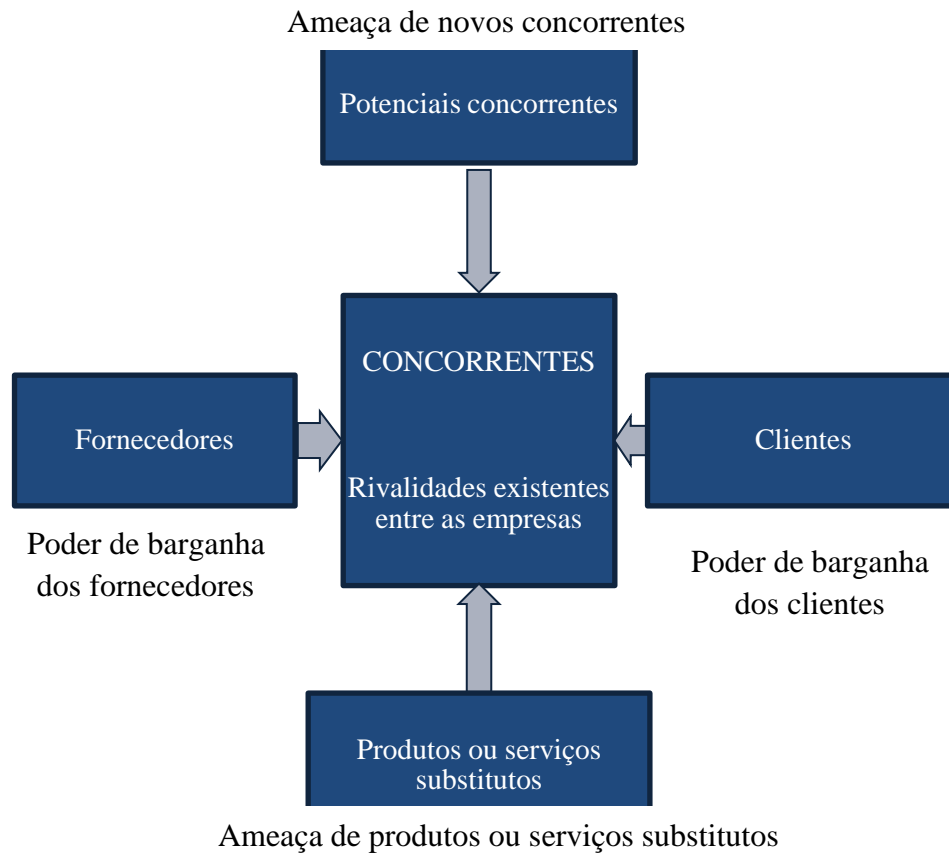 Ameaça de novos concorrentes
Potenciais concorrentes
CONCORRENTES
Fornecedores
Clientes
Rivalidades existentes
entre as empresas
Poder de barganha
dos fornecedores
Poder de barganha
dos clientes
Produtos ou serviços
substitutos
Ameaça de produtos ou serviços substitutos